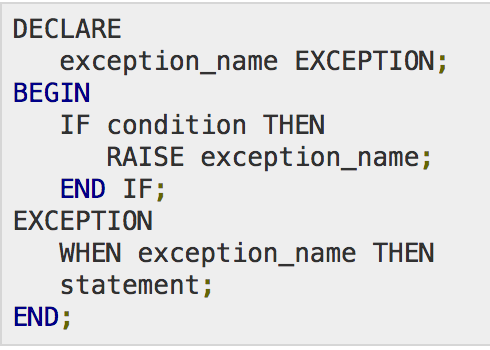 DECLARE
   exception_name EXCEPTION;
BEGIN
   IF condition THEN
      RAISE exception_name;
   END IF;
EXCEPTION
   WHEN exception_name THEN
   statement;
END;